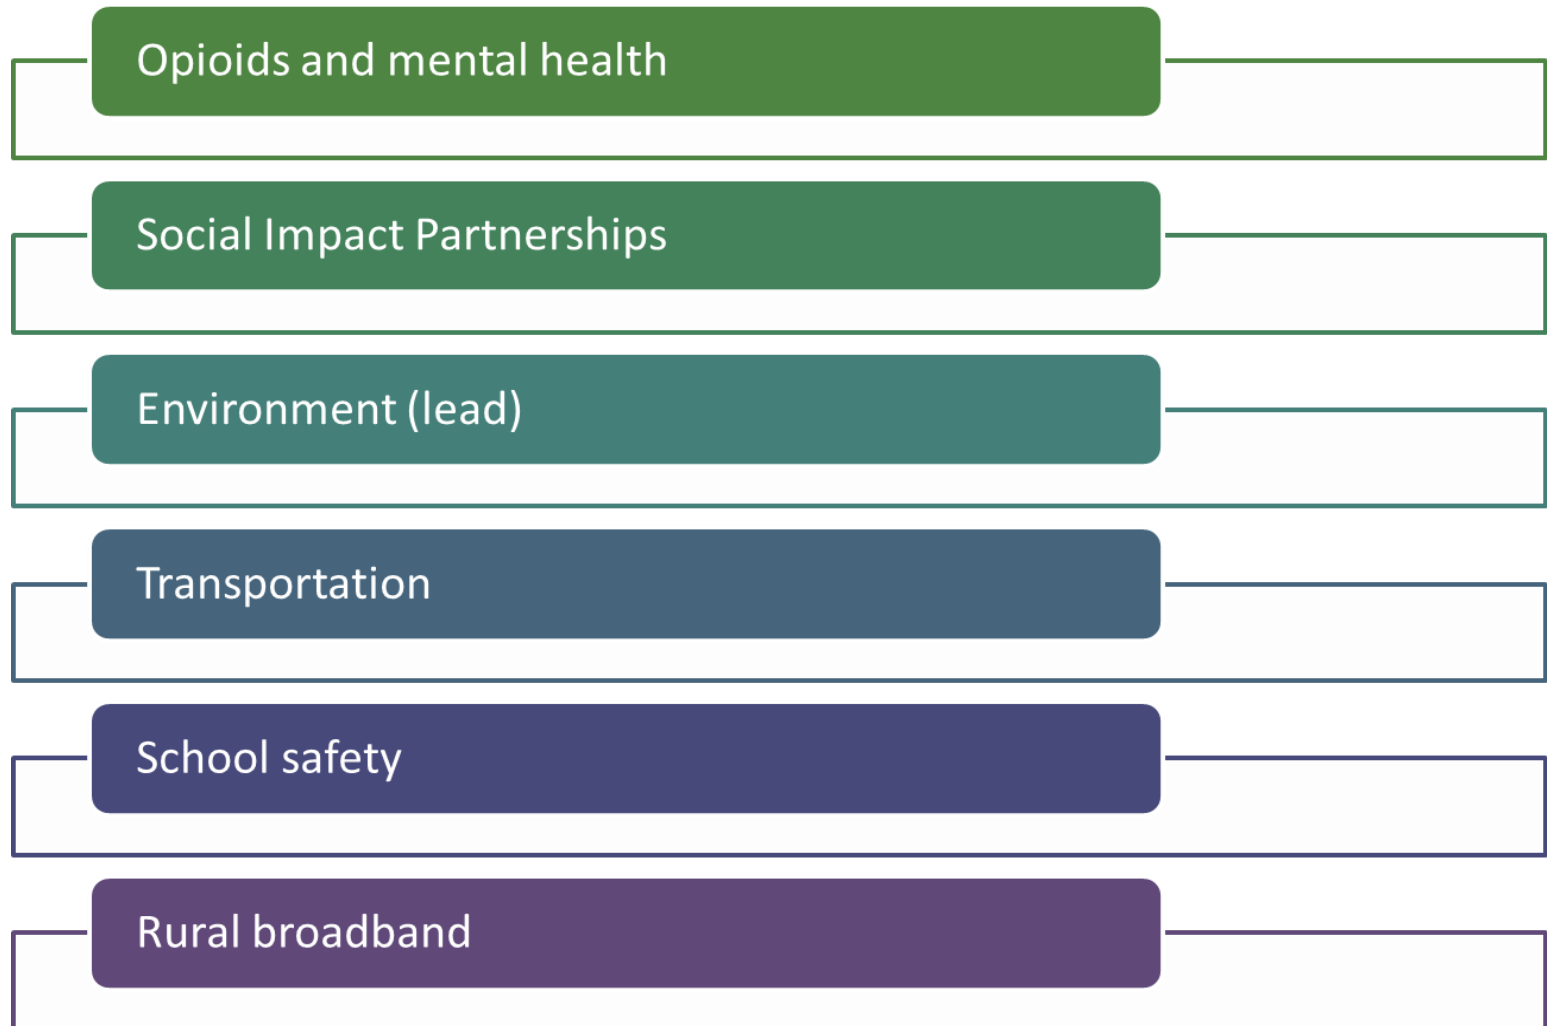 Opioids and mental health
Social Impact Partnerships
Environment (lead)
Transportation
School safety
Rural broadband